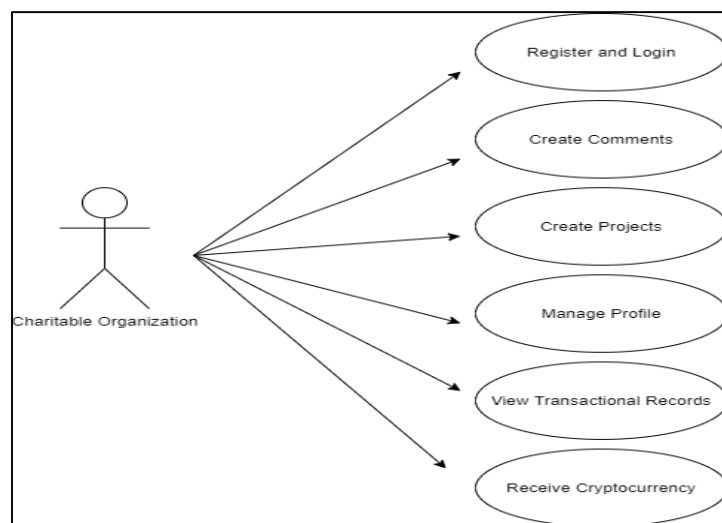 Register and Login
Create Comments
Create Projects
Manage Profile
Charitable Organization
View Transactional Records
Receive Cryptocurrency